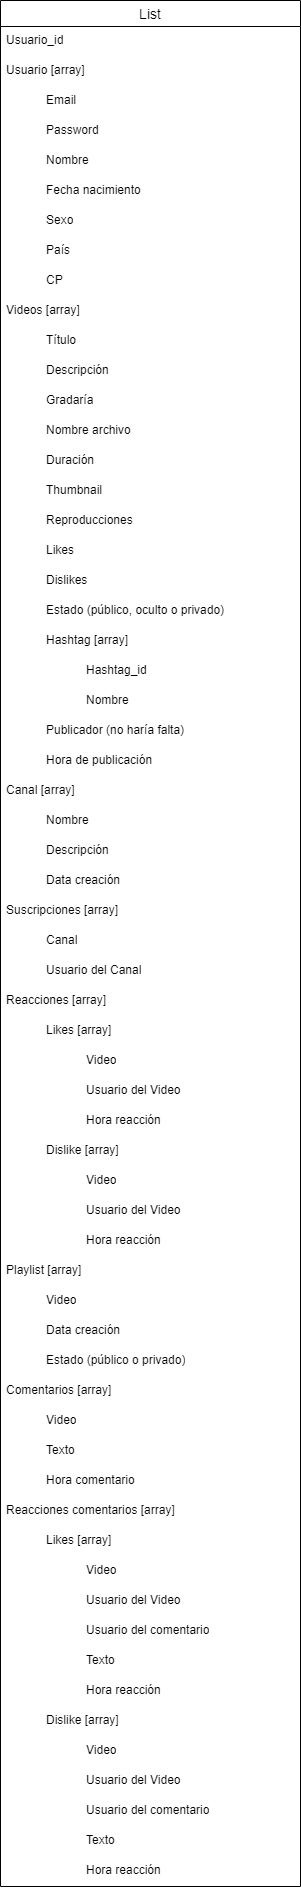 List
Usuario_id
Usuario [array]
Email
Password
Nombre
Fecha nacimiento
Sexo
País
CP
Videos [array]
Título
Descripción
Gradaría
Nombre archivo
Duración
Thumbnail
Reproducciones
Likes
Dislikes
Estado (público, oculto o privado)
Hashtag [array]
Hashtag_id
Nombre
Publicador (no haría falta)
Hora de publicación
Canal [array]
Nombre
Descripción
Data creación
Suscripciones [array]
Canal
Usuario del Canal
Reacciones [array]
Likes [array]
Video
Usuario del Video
Hora reacción
Dislike [array]
Video
Usuario del Video
Hora reacción
Playlist [array]
Video
Data creación
Estado (público o privado)
Comentarios [array]
Video
Texto
Hora comentario
Reacciones comentarios [array]
Likes [array]
Video
Usuario del Video
Usuario del comentario
Texto
Hora reacción
Dislike [array]
Video
Usuario del Video
Usuario del comentario
Texto
Hora reacción